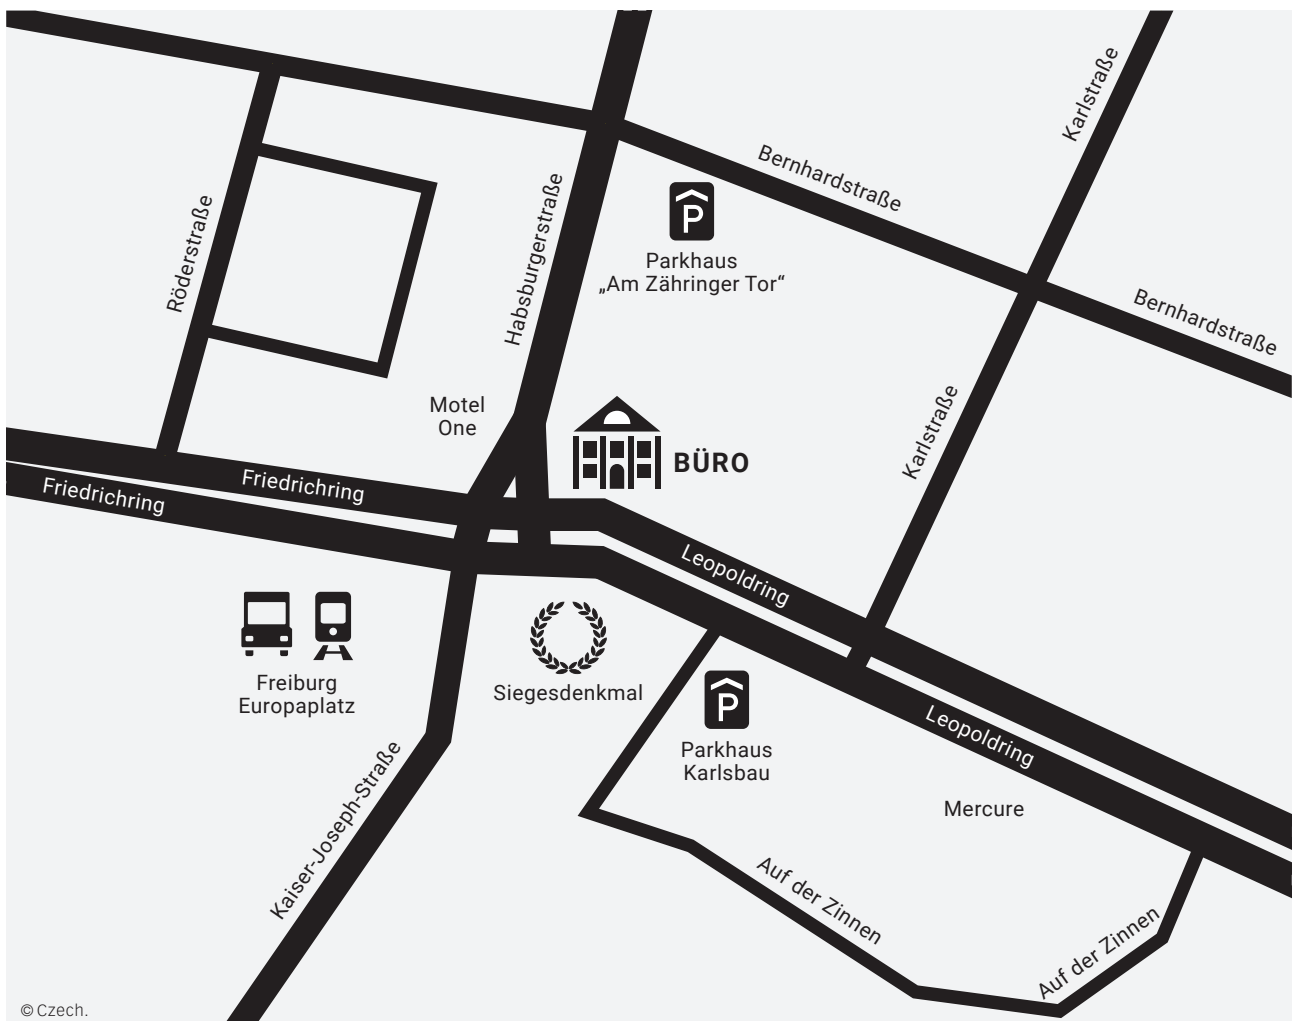 Karlstraße
Bernhardstraße
Habsburgerstraße
Röderstraße
P
Parkhaus
„Am Zähringer Tor“
Bernhardstraße
Karlstraße
Motel
One
BÜRO
Friedrichring
Friedrichring
Leopoldring
Freiburg
Europaplatz
Siegesdenkmal
P
Parkhaus
Karlsbau
Leopoldring
Mercure
Kaiser-Joseph-Straße
Auf der Zinnen
Auf der Zinnen
© Czech.